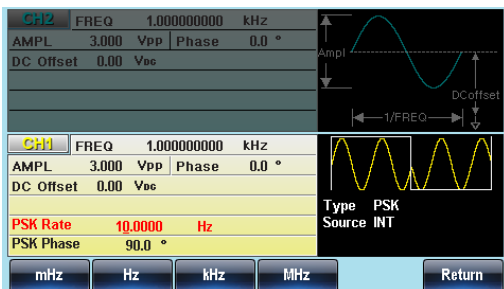 CH2 FREQ 1.000000000 kHz
AMPL 3.000 Vpp Phase 0.0 °
DC Offset 0.00 VDC
Ampl
DCoffset
1/FREQ
CH1 FREQ 1.000000000 kHz
AMPL 3.000 Vpp Phase 0.0 °
DC Offset 0.00 VDC
PSK Rate 10.0000 Hz
PSK Phase 90.0 °
Type PSK
Source INT
mHz Hz kHz MHz Return